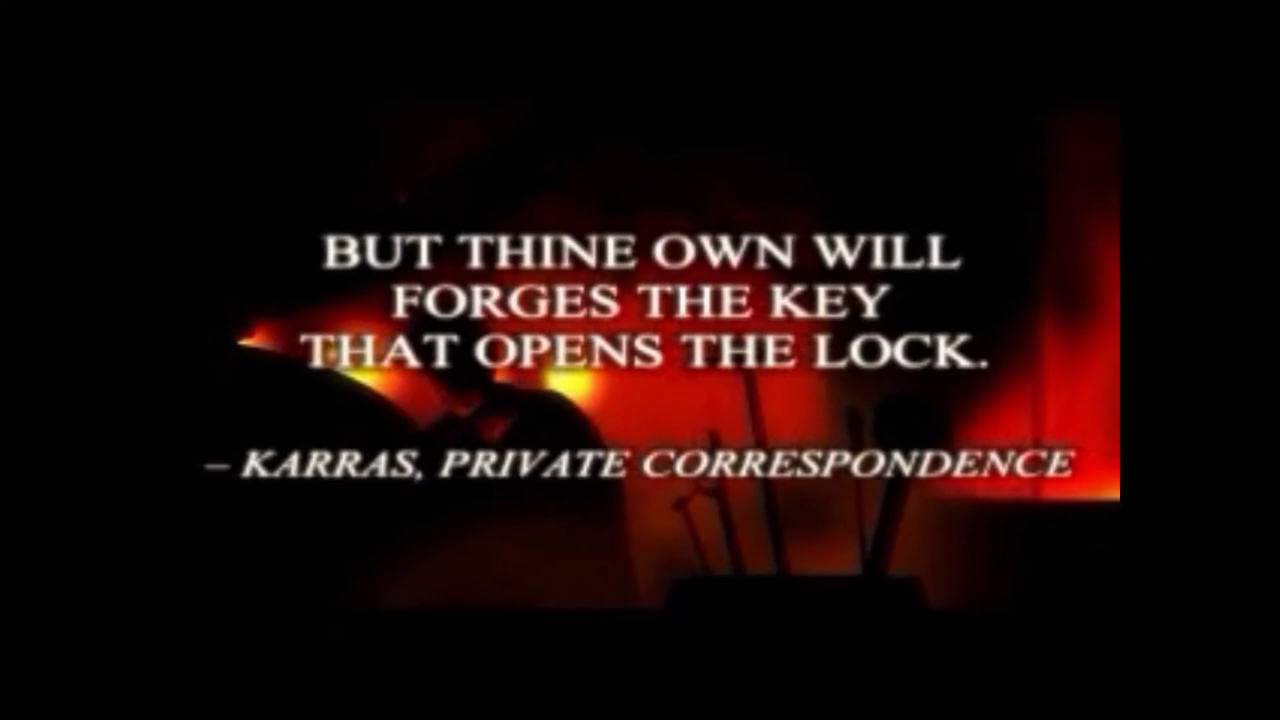 BUT THINE OWN WILL
FORGES THE KEY
THAT OPENS THE LOCK.
– KARRAS, PRIVATE CORRESPONDENCE